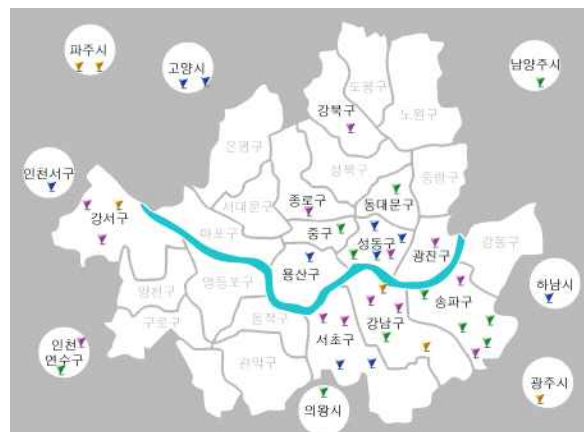 파주시
고양시
남양주시
도봉구
강북구
노원구
은평구
성북구
인천서구
중랑구
서대문구
종로구
동대문구
강서구
마포구
중구
성동구
광진구
강동구
용산구
양천구
영등포구
송파구
하남시
구로구
동작구
강남구
서초구
인천
연수구
관악구
의왕시
광주시